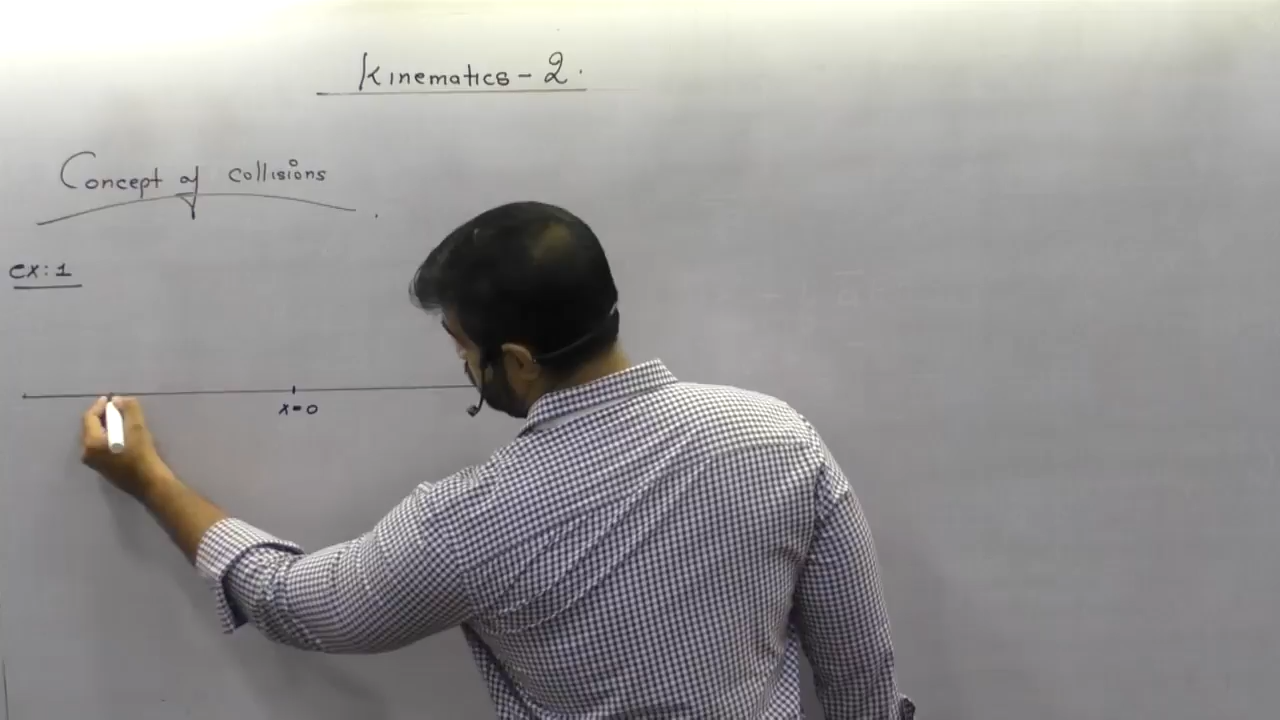 Kinematics - 2.
Concept of collisions
ex: 1
x=0